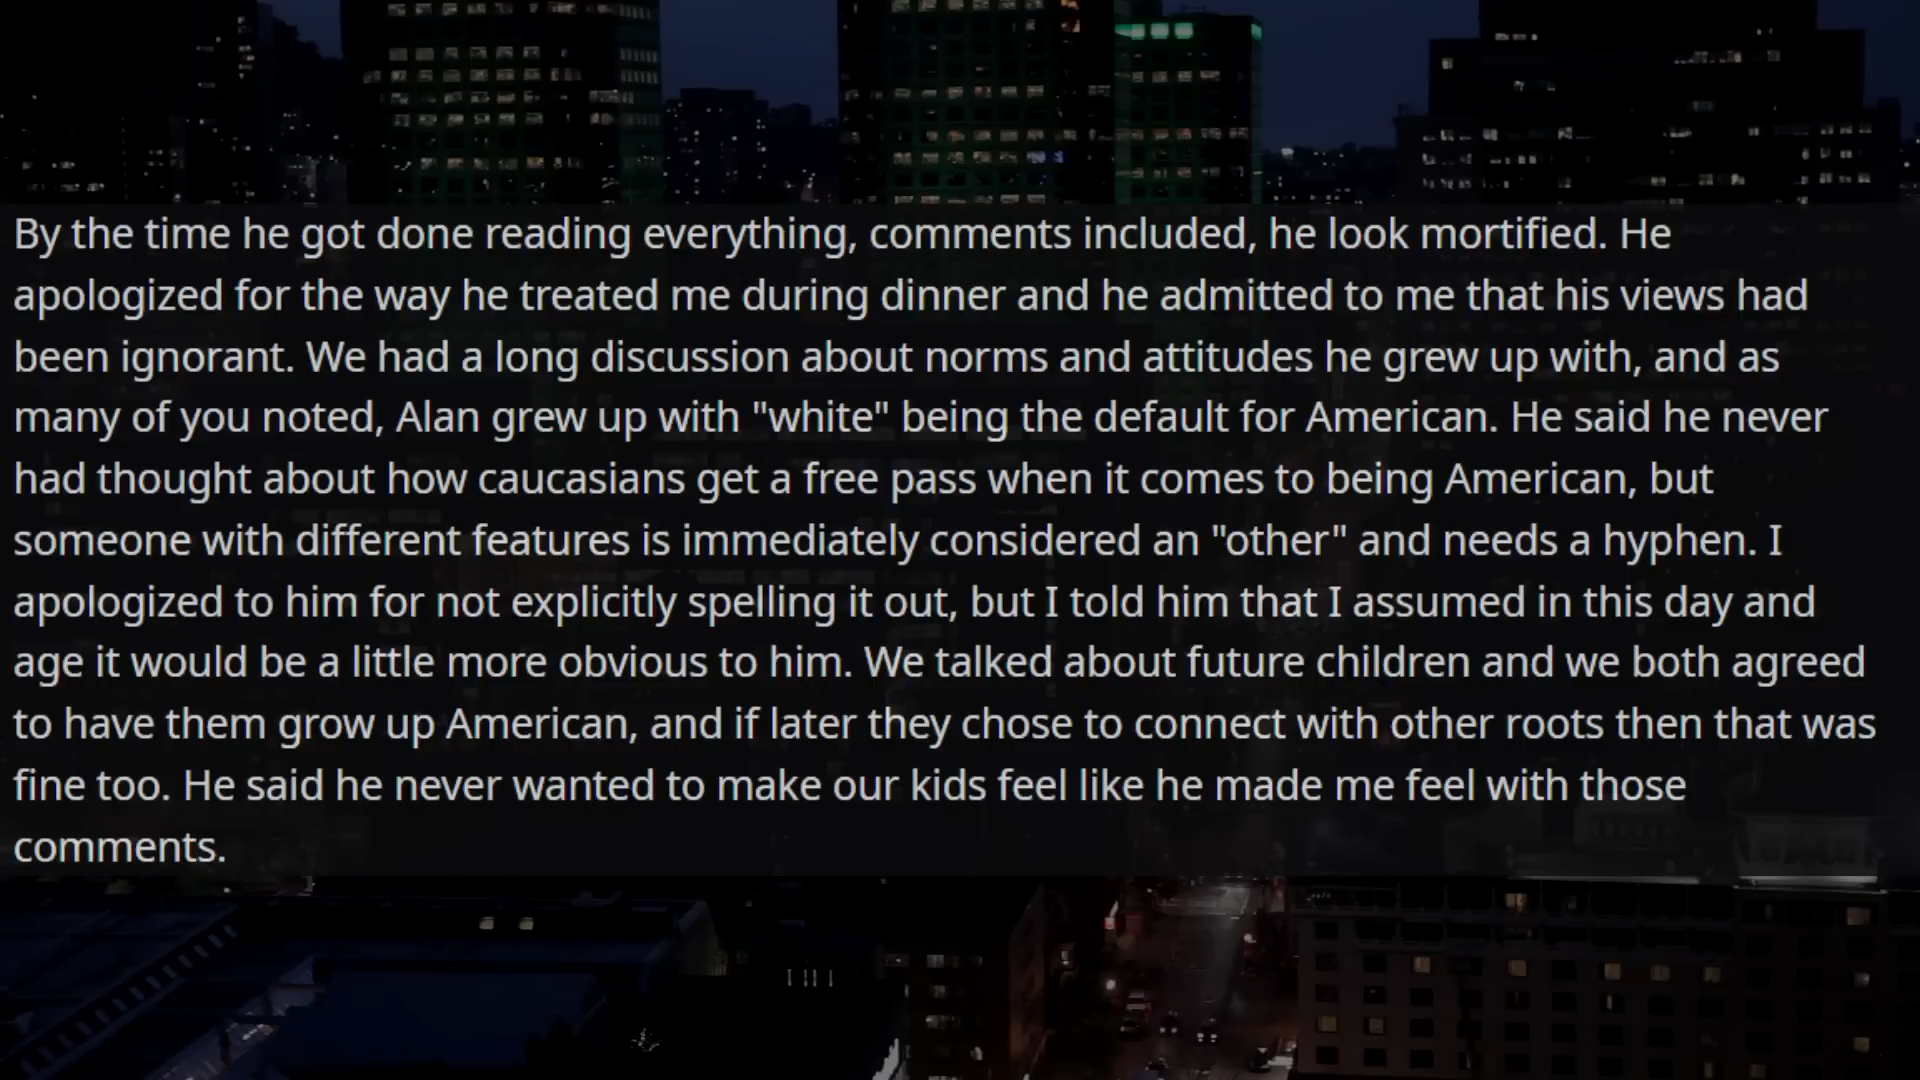 By the time he got done reading everything, comments included, he look mortified. He
apologized for the way he treated me during dinner and he admitted to me that his views had
been ignorant. We had a long discussion about norms and attitudes he grew up with, and as
many of you noted, Alan grew up with "white" being the default for American. He said he never
had thought about how caucasians get a free pass when it comes to being American, but
someone with different features is immediately considered an "other" and needs a hyphen. I
apologized to him for not explicitly spelling it out, but I told him that I assumed in this day and
age it would be a little more obvious to him. We talked about future children and we both agreed
to have them grow up American, and if later they chose to connect with other roots then that was
fine too. He said he never wanted to make our kids feel like he made me feel with those
comments.